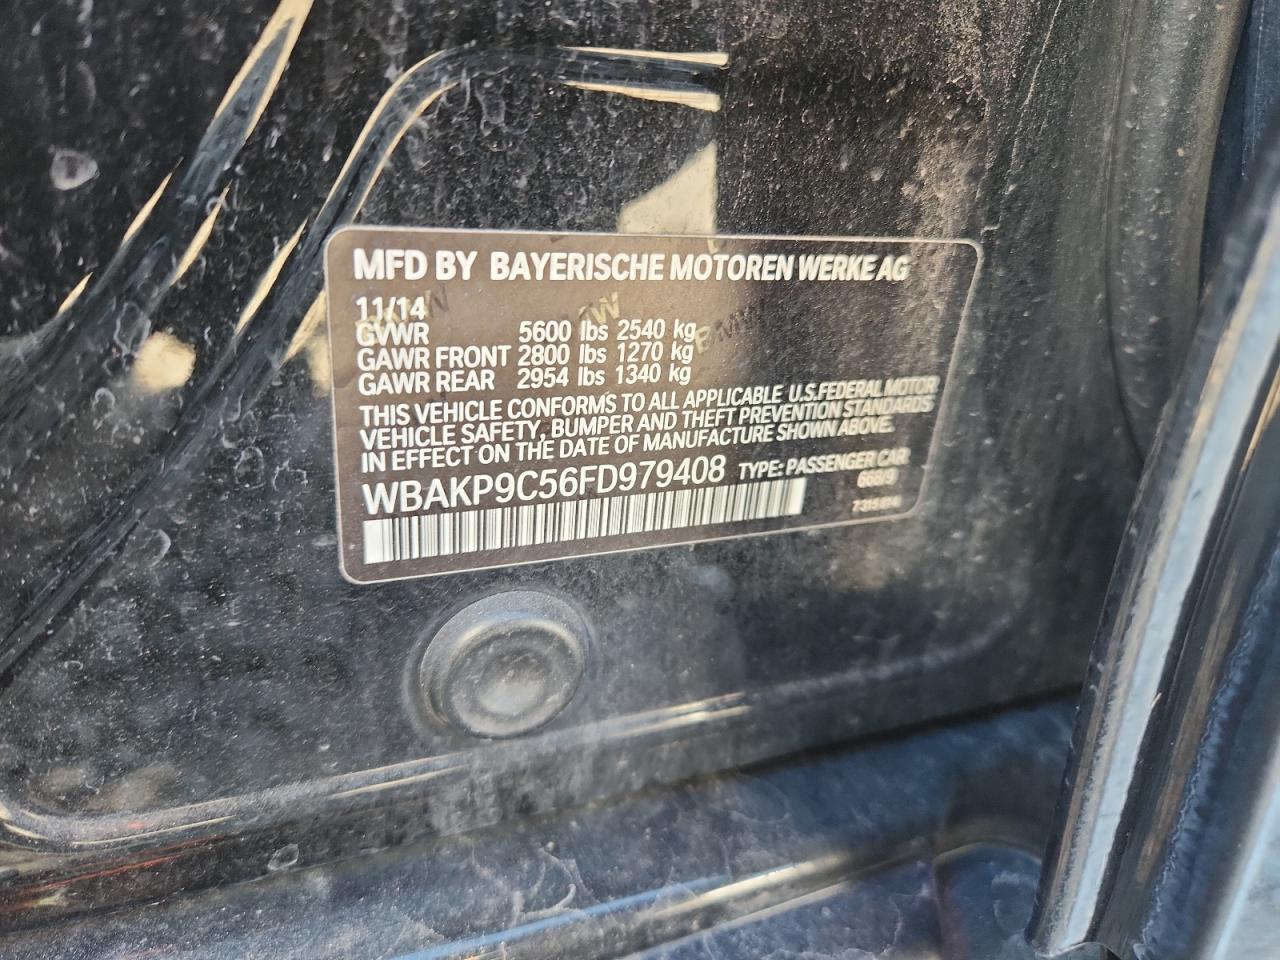 MFD BY BAYERISCHE MOTOREN WERKE AG
11/14
GVWR 5600 lbs 2540 kg
GAWR FRONT 2800 lbs 1270 kg
GAWR REAR 2954 lbs 1340 kg
THIS VEHICLE CONFORMS TO ALL APPLICABLE U.S.FEDERAL MOTOR
VEHICLE SAFETY, BUMPER AND THEFT PREVENTION STANDARDS
IN EFFECT ON THE DATE OF MANUFACTURE SHOWN ABOVE.
WBAKP9C56FD979408 TYPE: PASSENGER CAR